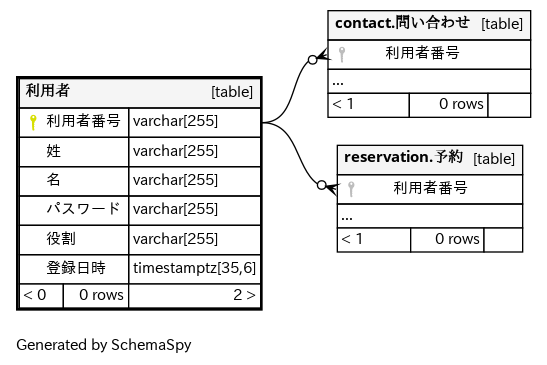 contact.問い合わせ [table]
利用者番号
...
< 1 0 rows
利用者 [table]
利用者番号 varchar[255]
姓 varchar[255]
名 varchar[255]
パスワード varchar[255]
役割 varchar[255]
登録日時 timestamptz[35,6]
< 0 0 rows 2 >
reservation.予約 [table]
利用者番号
...
< 1 0 rows
Generated by SchemaSpy